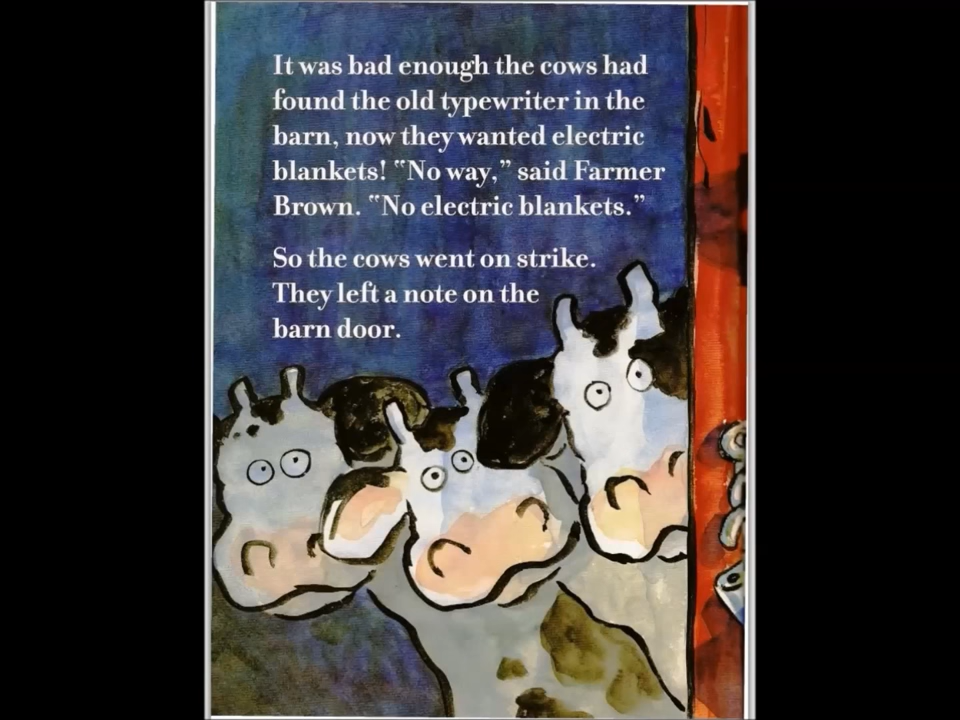 It was bad enough the cows had
found the old typewriter in the
barn, now they wanted electric
blankets! “No way,” said Farmer
Brown. “No electric blankets.”
So the cows went on strike.
They left a note on the
barn door.